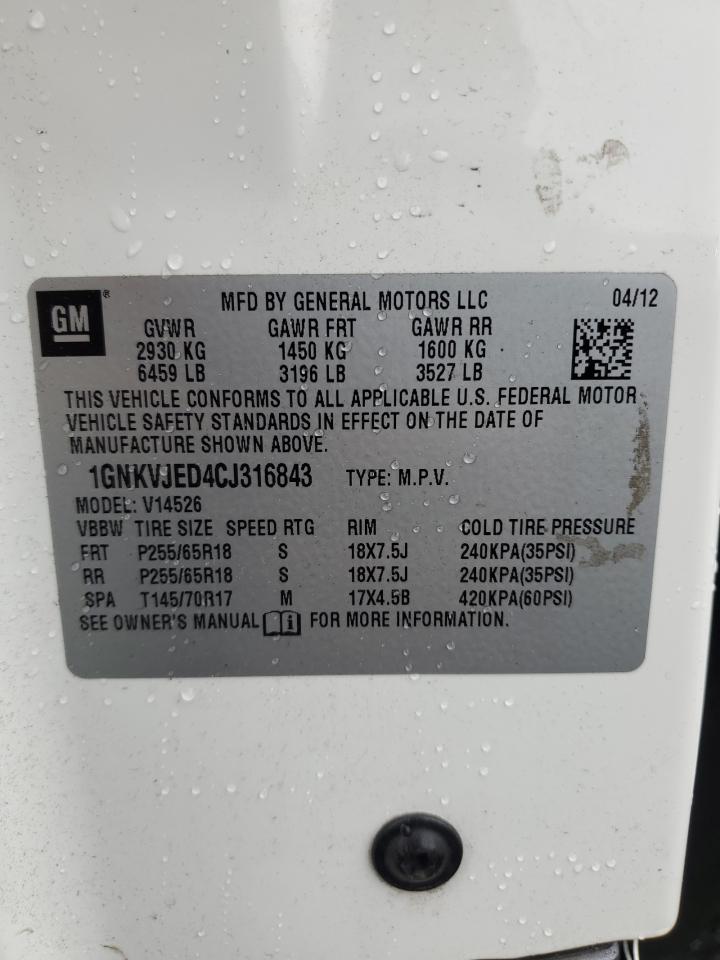 GM® MFD BY GENERAL MOTORS LLC 04/12
GVWR GAWR FRT GAWR RR
2930 KG 1450 KG 1600 KG
6459 LB 3196 LB 3527 LB
THIS VEHICLE CONFORMS TO ALL APPLICABLE U.S. FEDERAL MOTOR
VEHICLE SAFETY STANDARDS IN EFFECT ON THE DATE OF
MANUFACTURE SHOWN ABOVE.
1GNKVJED4CJ316843 TYPE: M.P.V.
MODEL: V14526
VBBW TIRE SIZE SPEED RTG RIM COLD TIRE PRESSURE
FRT P255/65R18 S 18X7.5J 240KPA(35PSI)
RR P255/65R18 S 18X7.5J 240KPA(35PSI)
SPA T145/70R17 M 17X4.5B 420KPA(60PSI)
SEE OWNER'S MANUAL i FOR MORE INFORMATION.